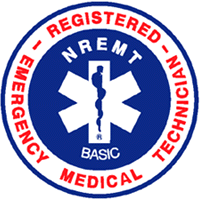 REGISTERED
EMERGENCY MEDICAL TECHNICIAN
NREMT
®
BASIC